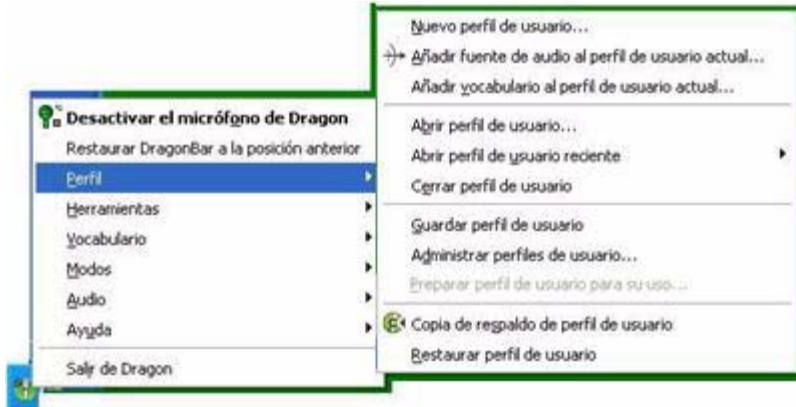 Desactivar el micrófono de Dragon
Restaurar DragonBar a la posición anterior
Perfil
Herramientas
Vocabulario
Modos
Audio
Ayuda
Salir de Dragon
Nuevo perfil de usuario...
Añadir fuente de audio al perfil de usuario actual...
Añadir vocabulario al perfil de usuario actual...
Abrir perfil de usuario...
Abrir perfil de usuario reciente
Cerrar perfil de usuario
Guardar perfil de usuario
Administrar perfiles de usuario...
Preparar perfil de usuario para su uso...
Copia de respaldo de perfil de usuario
Restaurar perfil de usuario